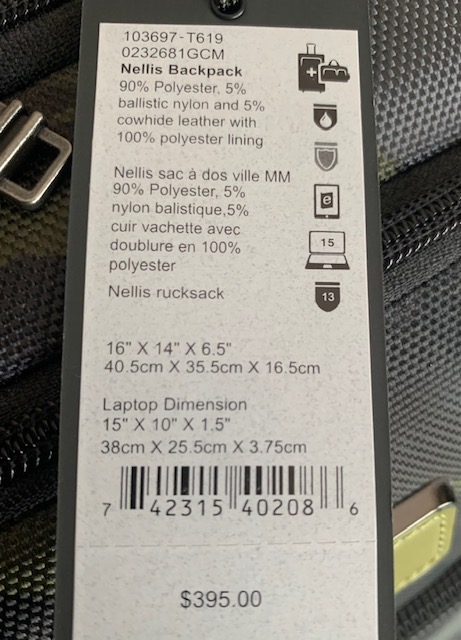 103697-T619
0232681GCM
Nellis Backpack
90% Polyester, 5%
ballistic nylon and 5%
cowhide leather with
100% polyester lining
Nellis sac à dos ville MM
90% Polyester, 5%
nylon balistique,5%
cuir vachette avec
doublure en 100%
polyester
Nellis rucksack
e
15
13
16" X 14" X 6.5"
40.5cm X 35.5cm X 16.5cm
Laptop Dimension
15" X 10" X 1.5"
38cm X 25.5cm X 3.75cm
7 42315 40208 6
$395.00